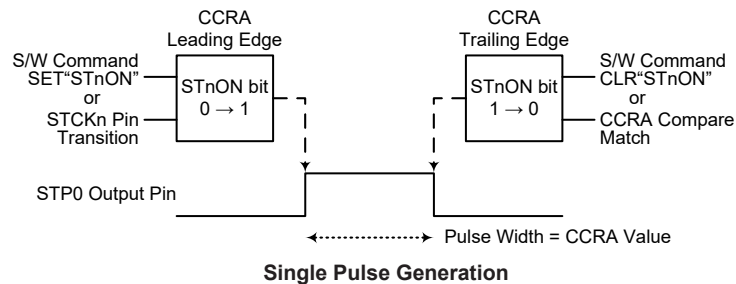 CCRA
Leading Edge
S/W Command
SET“STnON”
or
STCKn Pin
Transition
STnON bit
0 → 1
CCRA
Trailing Edge
STnON bit
1 → 0
S/W Command
CLR“STnON”
or
CCRA Compare
Match
STP0 Output Pin
Pulse Width = CCRA Value
Single Pulse Generation